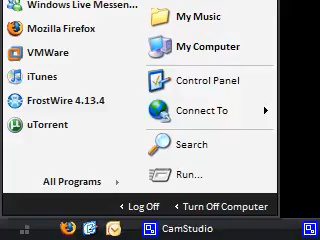 Windows Live Messen...
Mozilla Firefox
VMWare
iTunes
FrostWire 4.13.4
uTorrent
All Programs
My Music
My Computer
Control Panel
Connect To
Search
Run...
Log Off
Turn Off Computer
CamStudio